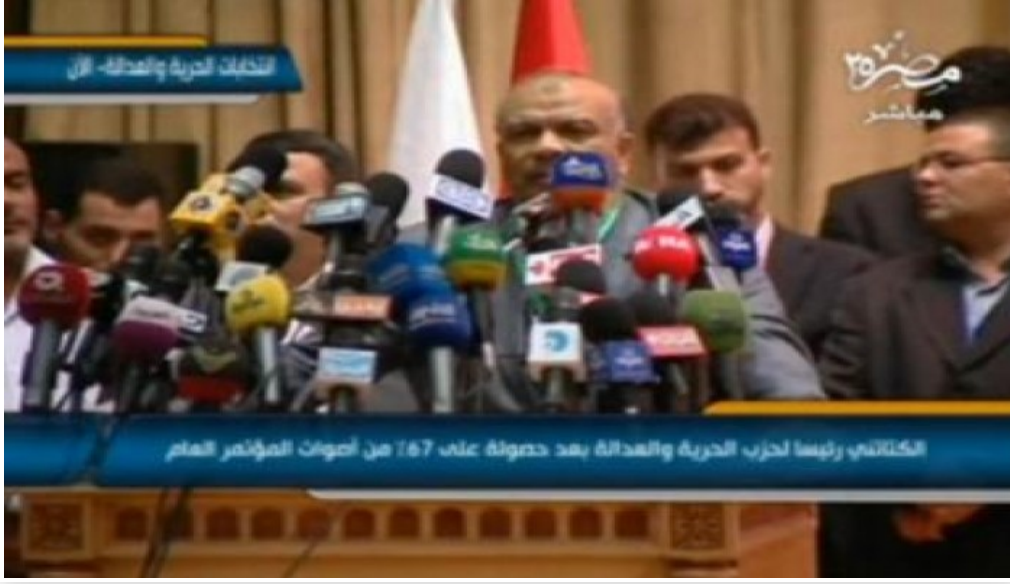 انتخابات الحرية والعدالة- الآن
مصر ٢٥
مباشر
الكتاتني رئيسا لحزب الحرية والعدالة بعد حصولة على 67٪ من أصوات المؤتمر العام